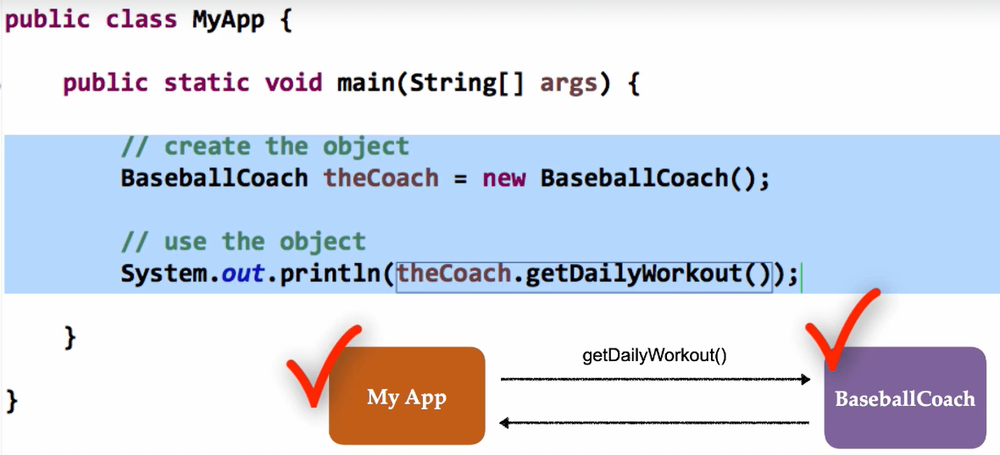 public class MyApp {
public static void main(String[] args) {
// create the object
BaseballCoach theCoach = new BaseballCoach();
// use the object
System.out.println(theCoach.getDailyWorkout());
}
getDailyWorkout()
My App
BaseballCoach
}